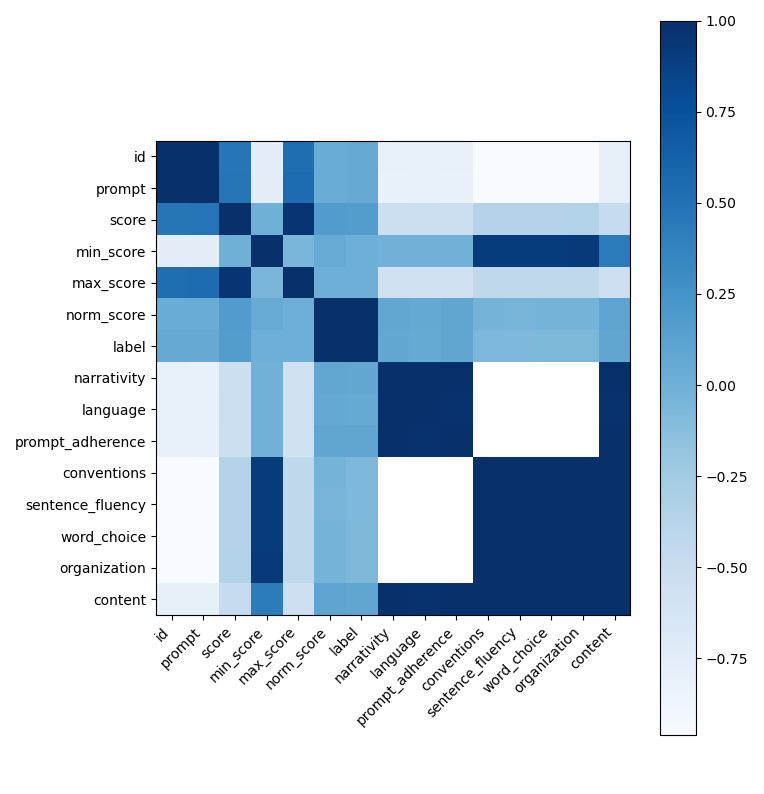 id
prompt
score
min_score
max_score
norm_score
label
narrativity
language
prompt_adherence
conventions
sentence_fluency
word_choice
organization
content
id
prompt
score
min_score
max_score
norm_score
label
narrativity
language
prompt_adherence
conventions
sentence_fluency
word_choice
organization
content
1.00
0.75
0.50
0.25
0.00
−0.25
−0.50
−0.75